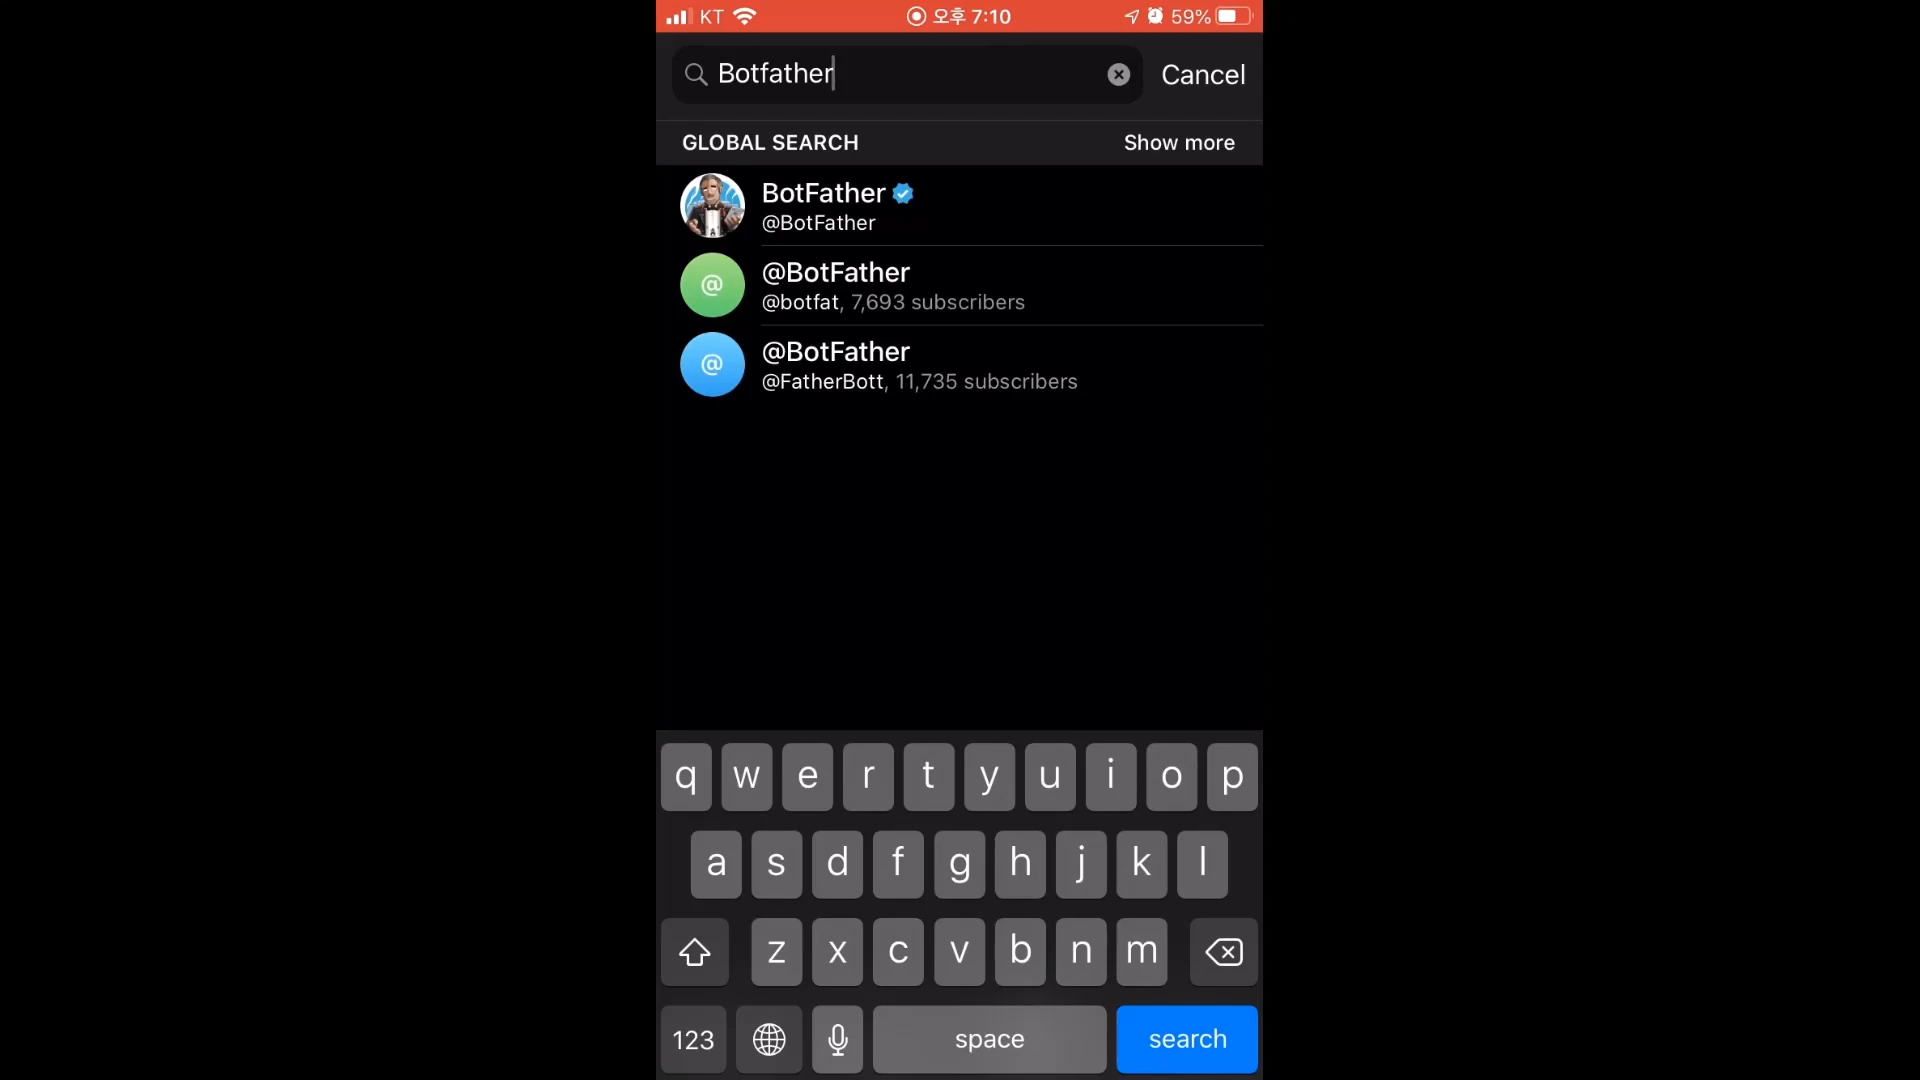 KT 오후 7:10 59%
Botfather Cancel
GLOBAL SEARCH Show more
BotFather
@BotFather
@ @BotFather
@botfat, 7,693 subscribers
@ @BotFather
@FatherBott, 11,735 subscribers
q w e r t y u i o p
a s d f g h j k l
z x c v b n m
123 space search